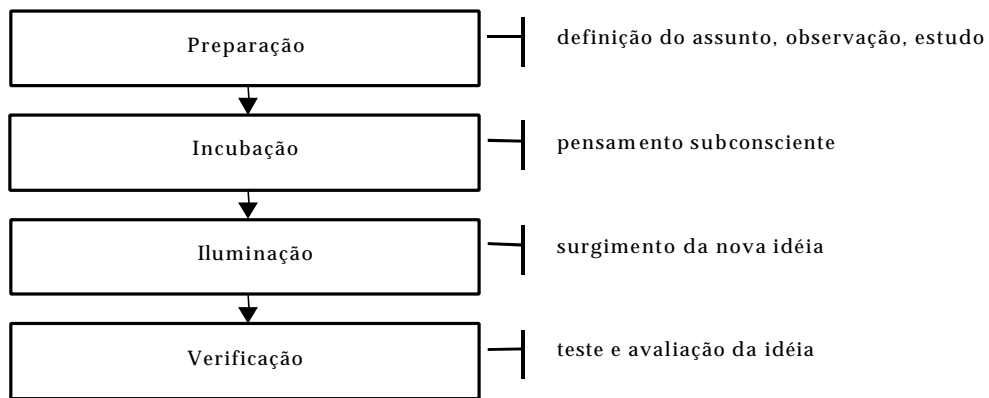 Preparação
definição do assunto, observação, estudo
Incubação
pensamento subconsciente
Iluminação
surgimento da nova idéia
Verificação
teste e avaliação da idéia